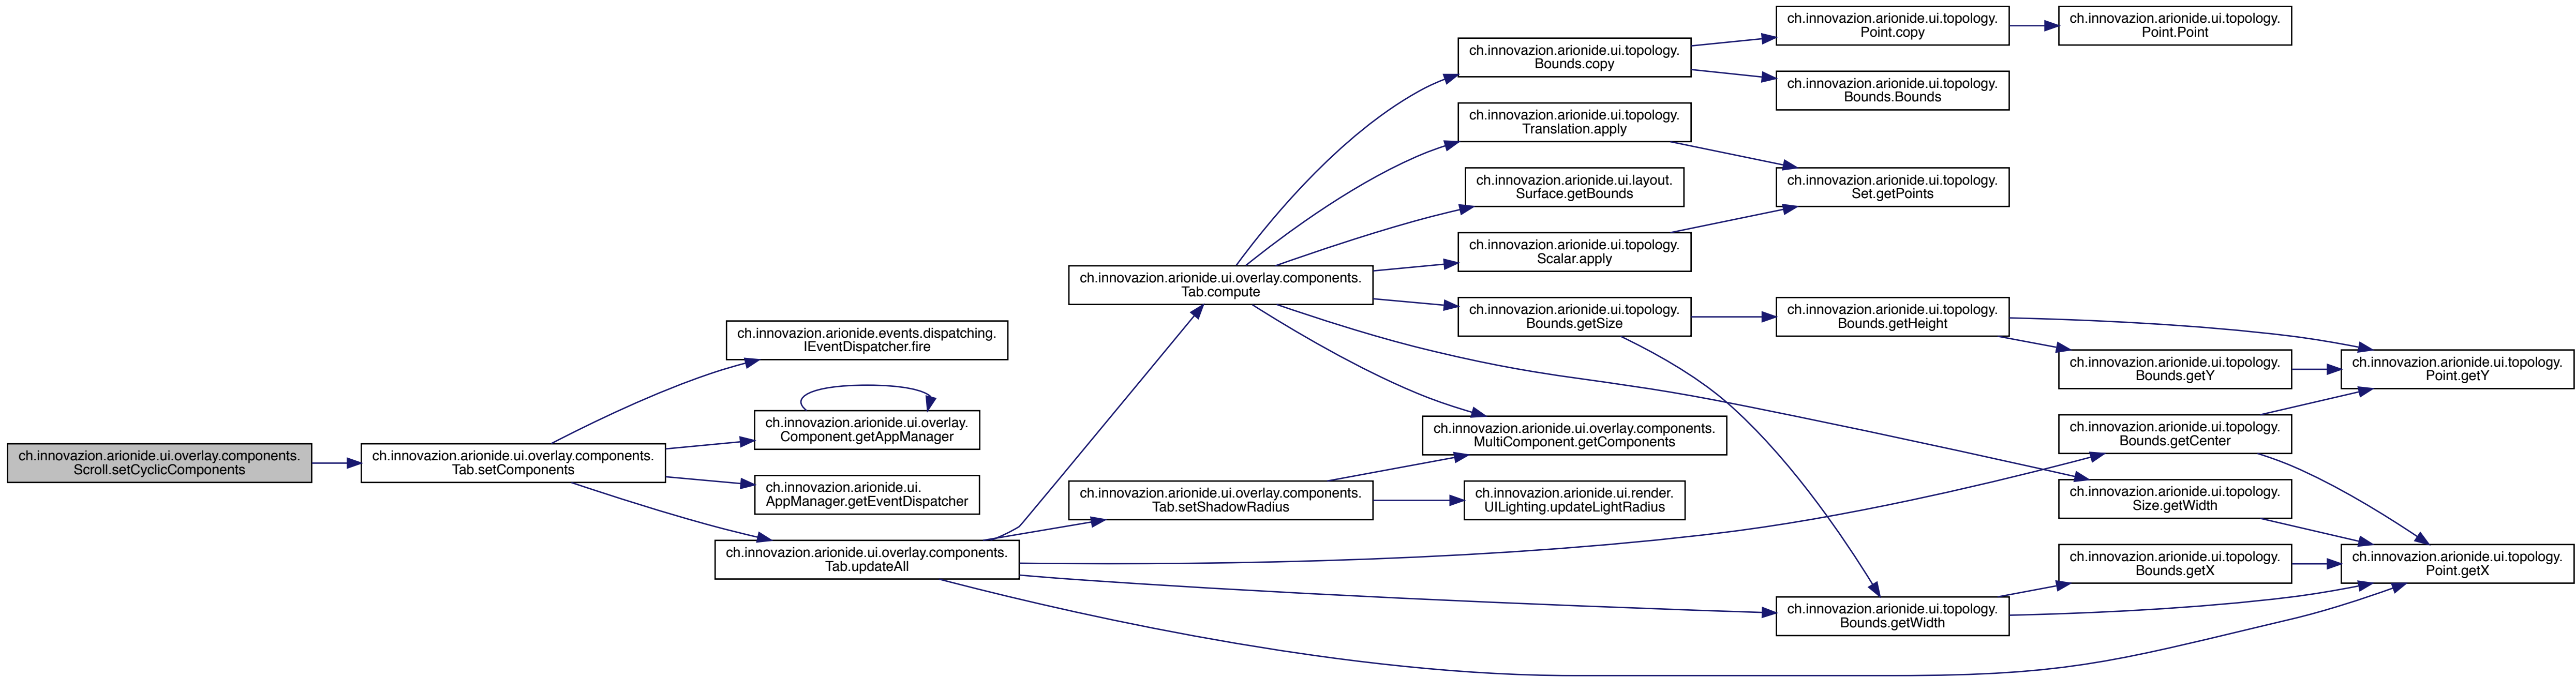 ch.innovazion.arionide.ui.overlay.components.
Scroll.setCyclicComponents
ch.innovazion.arionide.ui.overlay.components.
Tab.setComponents
ch.innovazion.arionide.events.dispatching.
IEventDispatcher.fire
ch.innovazion.arionide.ui.overlay.
Component.getAppManager
ch.innovazion.arionide.ui.
AppManager.getEventDispatcher
ch.innovazion.arionide.ui.overlay.components.
Tab.updateAll
ch.innovazion.arionide.ui.overlay.components.
Tab.compute
ch.innovazion.arionide.ui.overlay.components.
Tab.setShadowRadius
ch.innovazion.arionide.ui.topology.
Bounds.copy
ch.innovazion.arionide.ui.topology.
Translation.apply
ch.innovazion.arionide.ui.layout.
Surface.getBounds
ch.innovazion.arionide.ui.topology.
Scalar.apply
ch.innovazion.arionide.ui.topology.
Bounds.getSize
ch.innovazion.arionide.ui.overlay.components.
MultiComponent.getComponents
ch.innovazion.arionide.ui.render.
UILighting.updateLightRadius
ch.innovazion.arionide.ui.topology.
Point.copy
ch.innovazion.arionide.ui.topology.
Bounds.Bounds
ch.innovazion.arionide.ui.topology.
Set.getPoints
ch.innovazion.arionide.ui.topology.
Bounds.getHeight
ch.innovazion.arionide.ui.topology.
Bounds.getWidth
ch.innovazion.arionide.ui.topology.
Point.Point
ch.innovazion.arionide.ui.topology.
Bounds.getY
ch.innovazion.arionide.ui.topology.
Bounds.getCenter
ch.innovazion.arionide.ui.topology.
Size.getWidth
ch.innovazion.arionide.ui.topology.
Bounds.getX
ch.innovazion.arionide.ui.topology.
Point.getY
ch.innovazion.arionide.ui.topology.
Point.getX